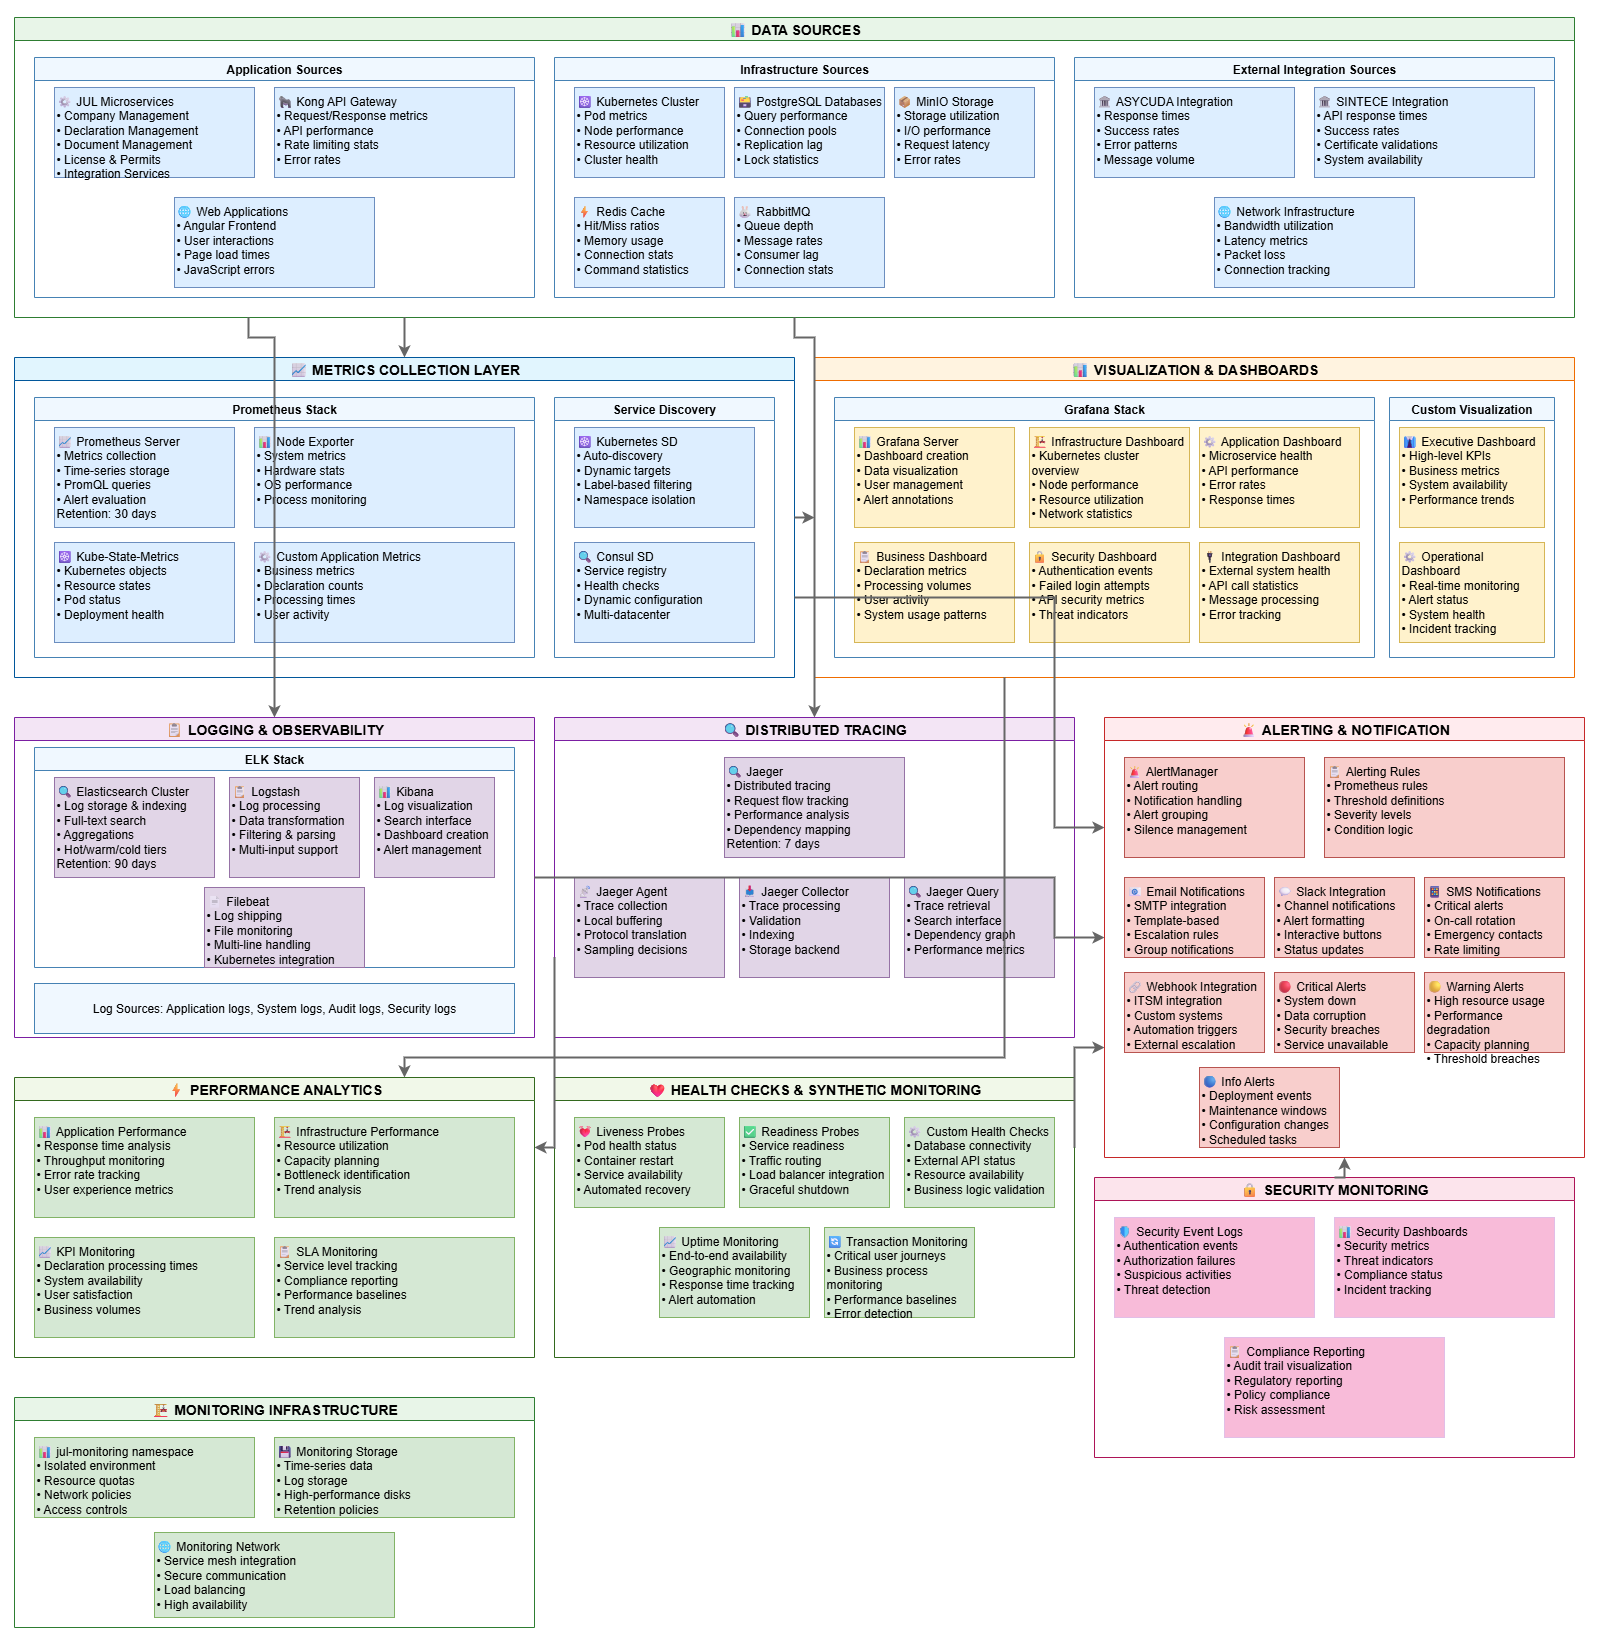 📊 DATA SOURCES
Application Sources
⚙️ JUL Microservices
• Company Management
• Declaration Management
• Document Management
• License & Permits
• Integration Services
🦍 Kong API Gateway
• Request/Response metrics
• API performance
• Rate limiting stats
• Error rates
🌐 Web Applications
• Angular Frontend
• User interactions
• Page load times
• JavaScript errors
Infrastructure Sources
☸️ Kubernetes Cluster
• Pod metrics
• Node performance
• Resource utilization
• Cluster health
🗃️ PostgreSQL Databases
• Query performance
• Connection pools
• Replication lag
• Lock statistics
📦 MinIO Storage
• Storage utilization
• I/O performance
• Request latency
• Error rates
⚡ Redis Cache
• Hit/Miss ratios
• Memory usage
• Connection stats
• Command statistics
🐰 RabbitMQ
• Queue depth
• Message rates
• Consumer lag
• Connection stats
External Integration Sources
🏛️ ASYCUDA Integration
• Response times
• Success rates
• Error patterns
• Message volume
🏛️ SINTECE Integration
• API response times
• Success rates
• Certificate validations
• System availability
🌐 Network Infrastructure
• Bandwidth utilization
• Latency metrics
• Packet loss
• Connection tracking
📈 METRICS COLLECTION LAYER
Prometheus Stack
📈 Prometheus Server
• Metrics collection
• Time-series storage
• PromQL queries
• Alert evaluation
Retention: 30 days
📊 Node Exporter
• System metrics
• Hardware stats
• OS performance
• Process monitoring
☸️ Kube-State-Metrics
• Kubernetes objects
• Resource states
• Pod status
• Deployment health
⚙️ Custom Application Metrics
• Business metrics
• Declaration counts
• Processing times
• User activity
Service Discovery
☸️ Kubernetes SD
• Auto-discovery
• Dynamic targets
• Label-based filtering
• Namespace isolation
🔍 Consul SD
• Service registry
• Health checks
• Dynamic configuration
• Multi-datacenter
📊 VISUALIZATION & DASHBOARDS
Grafana Stack
📊 Grafana Server
• Dashboard creation
• Data visualization
• User management
• Alert annotations
🏗️ Infrastructure Dashboard
• Kubernetes cluster
overview
• Node performance
• Resource utilization
• Network statistics
⚙️ Application Dashboard
• Microservice health
• API performance
• Error rates
• Response times
📋 Business Dashboard
• Declaration metrics
• Processing volumes
• User activity
• System usage patterns
🔒 Security Dashboard
• Authentication events
• Failed login attempts
• API security metrics
• Threat indicators
🔌 Integration Dashboard
• External system health
• API call statistics
• Message processing
• Error tracking
Custom Visualization
👔 Executive Dashboard
• High-level KPIs
• Business metrics
• System availability
• Performance trends
⚙️ Operational
Dashboard
• Real-time monitoring
• Alert status
• System health
• Incident tracking
📋 LOGGING & OBSERVABILITY
ELK Stack
🔍 Elasticsearch Cluster
• Log storage & indexing
• Full-text search
• Aggregations
• Hot/warm/cold tiers
Retention: 90 days
📋 Logstash
• Log processing
• Data transformation
• Filtering & parsing
• Multi-input support
📊 Kibana
• Log visualization
• Search interface
• Dashboard creation
• Alert management
📄 Filebeat
• Log shipping
• File monitoring
• Multi-line handling
• Kubernetes integration
Log Sources: Application logs, System logs, Audit logs, Security logs
🔍 DISTRIBUTED TRACING
🔍 Jaeger
• Distributed tracing
• Request flow tracking
• Performance analysis
• Dependency mapping
Retention: 7 days
📡 Jaeger Agent
• Trace collection
• Local buffering
• Protocol translation
• Sampling decisions
📥 Jaeger Collector
• Trace processing
• Validation
• Indexing
• Storage backend
🔍 Jaeger Query
• Trace retrieval
• Search interface
• Dependency graph
• Performance metrics
🚨 ALERTING & NOTIFICATION
🚨 AlertManager
• Alert routing
• Notification handling
• Alert grouping
• Silence management
📋 Alerting Rules
• Prometheus rules
• Threshold definitions
• Severity levels
• Condition logic
📧 Email Notifications
• SMTP integration
• Template-based
• Escalation rules
• Group notifications
💬 Slack Integration
• Channel notifications
• Alert formatting
• Interactive buttons
• Status updates
📱 SMS Notifications
• Critical alerts
• On-call rotation
• Emergency contacts
• Rate limiting
🔗 Webhook Integration
• ITSM integration
• Custom systems
• Automation triggers
• External escalation
🔴 Critical Alerts
• System down
• Data corruption
• Security breaches
• Service unavailable
🟡 Warning Alerts
• High resource usage
• Performance
degradation
• Capacity planning
• Threshold breaches
🔵 Info Alerts
• Deployment events
• Maintenance windows
• Configuration changes
• Scheduled tasks
⚡ PERFORMANCE ANALYTICS
📊 Application Performance
• Response time analysis
• Throughput monitoring
• Error rate tracking
• User experience metrics
🏗️ Infrastructure Performance
• Resource utilization
• Capacity planning
• Bottleneck identification
• Trend analysis
📈 KPI Monitoring
• Declaration processing times
• System availability
• User satisfaction
• Business volumes
📋 SLA Monitoring
• Service level tracking
• Compliance reporting
• Performance baselines
• Trend analysis
❤️ HEALTH CHECKS & SYNTHETIC MONITORING
💓 Liveness Probes
• Pod health status
• Container restart
• Service availability
• Automated recovery
✅ Readiness Probes
• Service readiness
• Traffic routing
• Load balancer integration
• Graceful shutdown
⚙️ Custom Health Checks
• Database connectivity
• External API status
• Resource availability
• Business logic validation
📈 Uptime Monitoring
• End-to-end availability
• Geographic monitoring
• Response time tracking
• Alert automation
🔄 Transaction Monitoring
• Critical user journeys
• Business process
monitoring
• Performance baselines
• Error detection
🔒 SECURITY MONITORING
🛡️ Security Event Logs
• Authentication events
• Authorization failures
• Suspicious activities
• Threat detection
📊 Security Dashboards
• Security metrics
• Threat indicators
• Compliance status
• Incident tracking
📋 Compliance Reporting
• Audit trail visualization
• Regulatory reporting
• Policy compliance
• Risk assessment
🏗️ MONITORING INFRASTRUCTURE
📊 jul-monitoring namespace
• Isolated environment
• Resource quotas
• Network policies
• Access controls
💾 Monitoring Storage
• Time-series data
• Log storage
• High-performance disks
• Retention policies
🌐 Monitoring Network
• Service mesh integration
• Secure communication
• Load balancing
• High availability